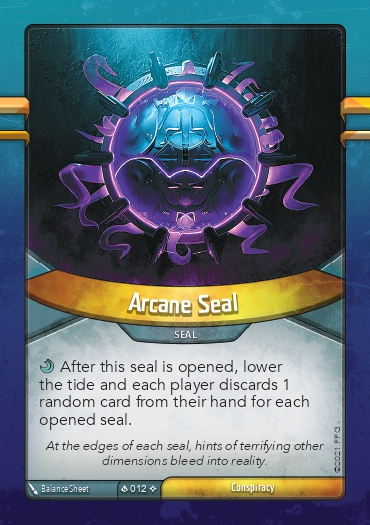 Arcane Seal
SEAL
After this seal is opened, lower
the tide and each player discards 1
random card from their hand for each
opened seal.
At the edges of each seal, hints of terrifying other
dimensions bleed into reality.
©2021 FFG
Balance Sheet
012
Conspiracy